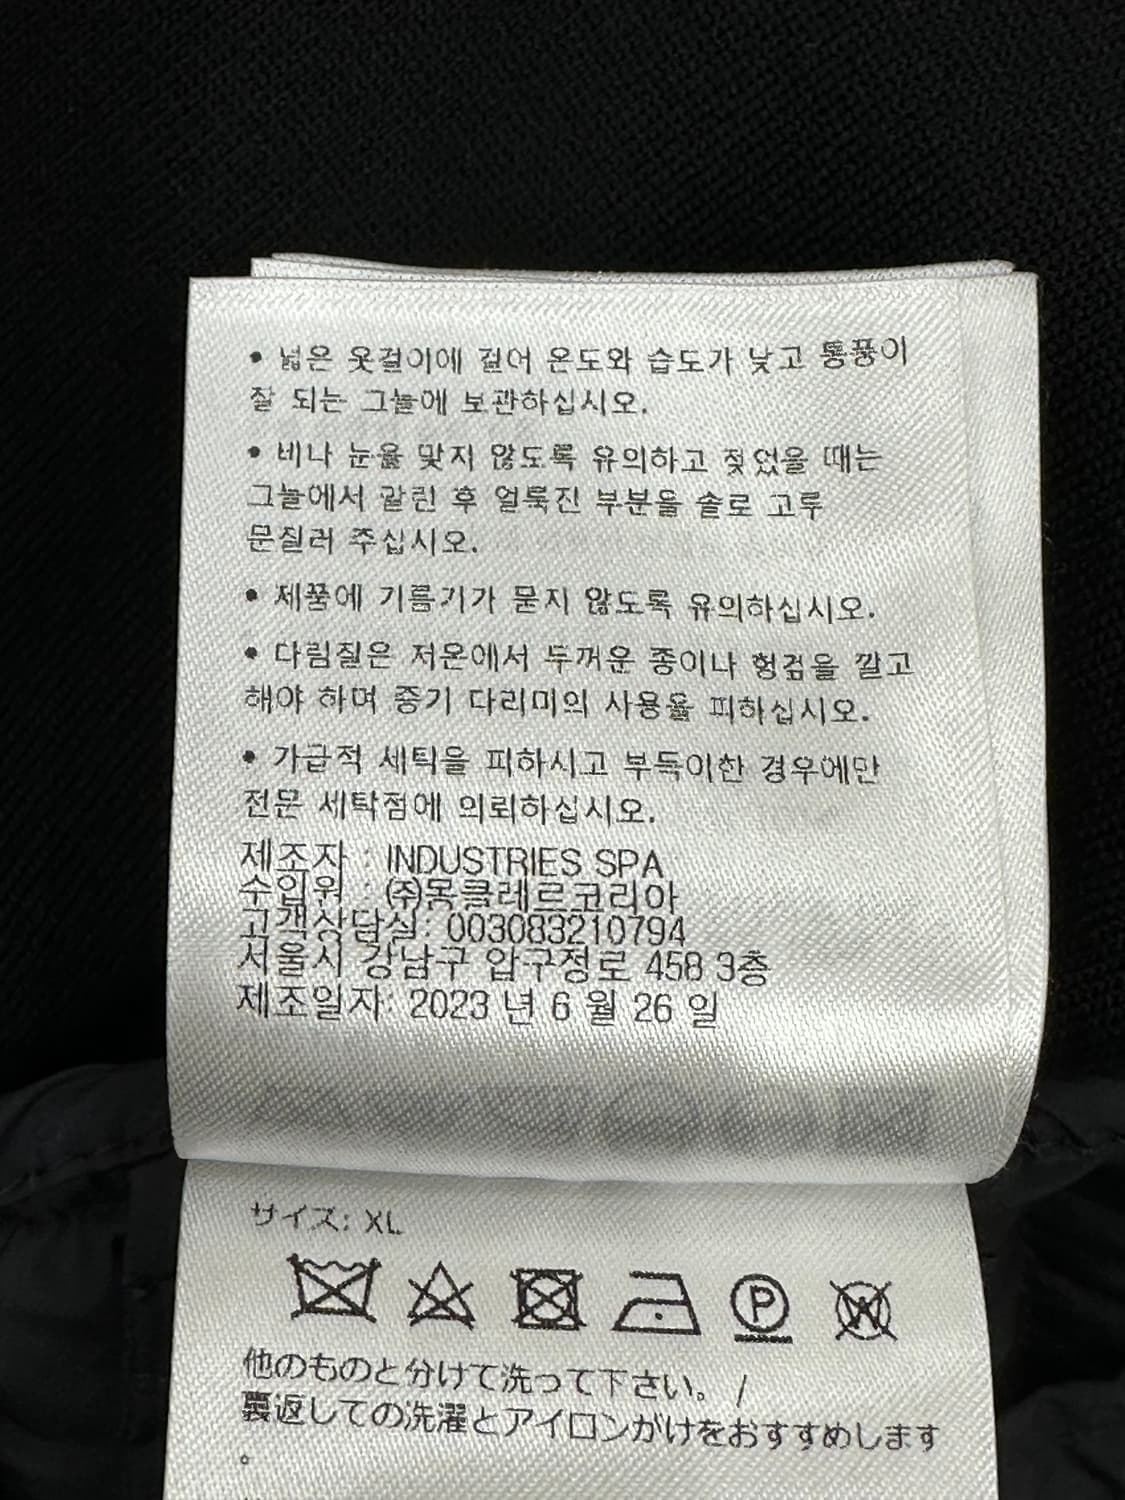 • 넓은 옷걸이에 걸어 온도와 습도가 낮고 통풍이
잘 되는 그늘에 보관하십시오.
• 비나 눈을 맞지 않도록 유의하고 젖었을 때는
그늘에서 말린 후 얼룩진 부분을 솔로 고루
문질러 주십시오.
• 제품에 기름기가 묻지 않도록 유의하십시오.
• 다림질은 저온에서 두꺼운 종이나 헝겊을 깔고
해야 하며 증기 다리미의 사용을 피하십시오.
• 가급적 세탁을 피하시고 부득이한 경우에만
전문 세탁점에 의뢰하십시오.
제조자 : INDUSTRIES SPA
수입원 : ㈜몽클레르코리아
고객상담실: 003083210794
서울시 강남구 압구정로 458 3층
제조일자: 2023 년 6 월 26 일
サイズ: XL
P W
他のものと分けて洗って下さい。 /
裏返しての洗濯とアイロンがけをおすすめします
。